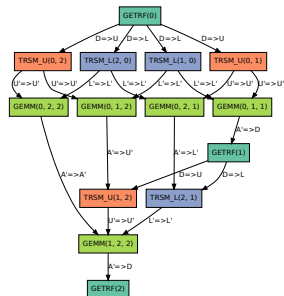 GETRF(0)
D=>U D=>L D=>L D=>U
TRSM_U(0, 2) TRSM_L(2, 0) TRSM_L(1, 0) TRSM_U(0, 1)
U'=>U' U'=>U' L'=>L' L'=>L' L'=>L' L'=>L' U'=>U' U'=>U'
GEMM(0, 2, 2) GEMM(0, 1, 2) GEMM(0, 2, 1) GEMM(0, 1, 1)
A'=>D
GETRF(1)
A'=>A' A'=>U' A'=>L' D=>U D=>L
TRSM_U(1, 2) TRSM_L(2, 1)
U'=>U' L'=>L'
GEMM(1, 2, 2)
A'=>D
GETRF(2)